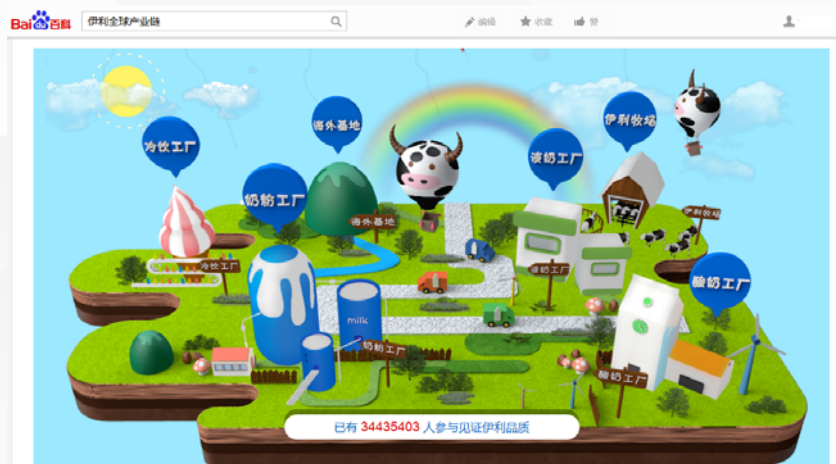 Bai du 百科
伊利全球产业链
编辑
收藏
赞
冷饮工厂
奶粉工厂
海外基地
液奶工厂
伊利牧场
酸奶工厂
海外基地
伊利牧场
冷饮工厂
液奶工厂
milk
奶粉工厂
酸奶工厂
已有 34435403 人参与见证伊利品质